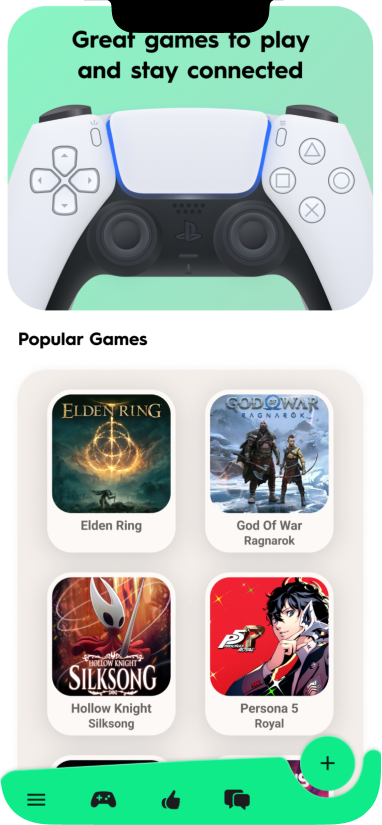 Great games to play
and stay connected
Popular Games
ELDEN RING
GOD OF WAR
RAGNARÖK
Elden Ring
God Of War
Ragnarok
HOLLOW KNIGHT
SILKSONG
P5R
Hollow Knight
Silksong
Persona 5
Royal